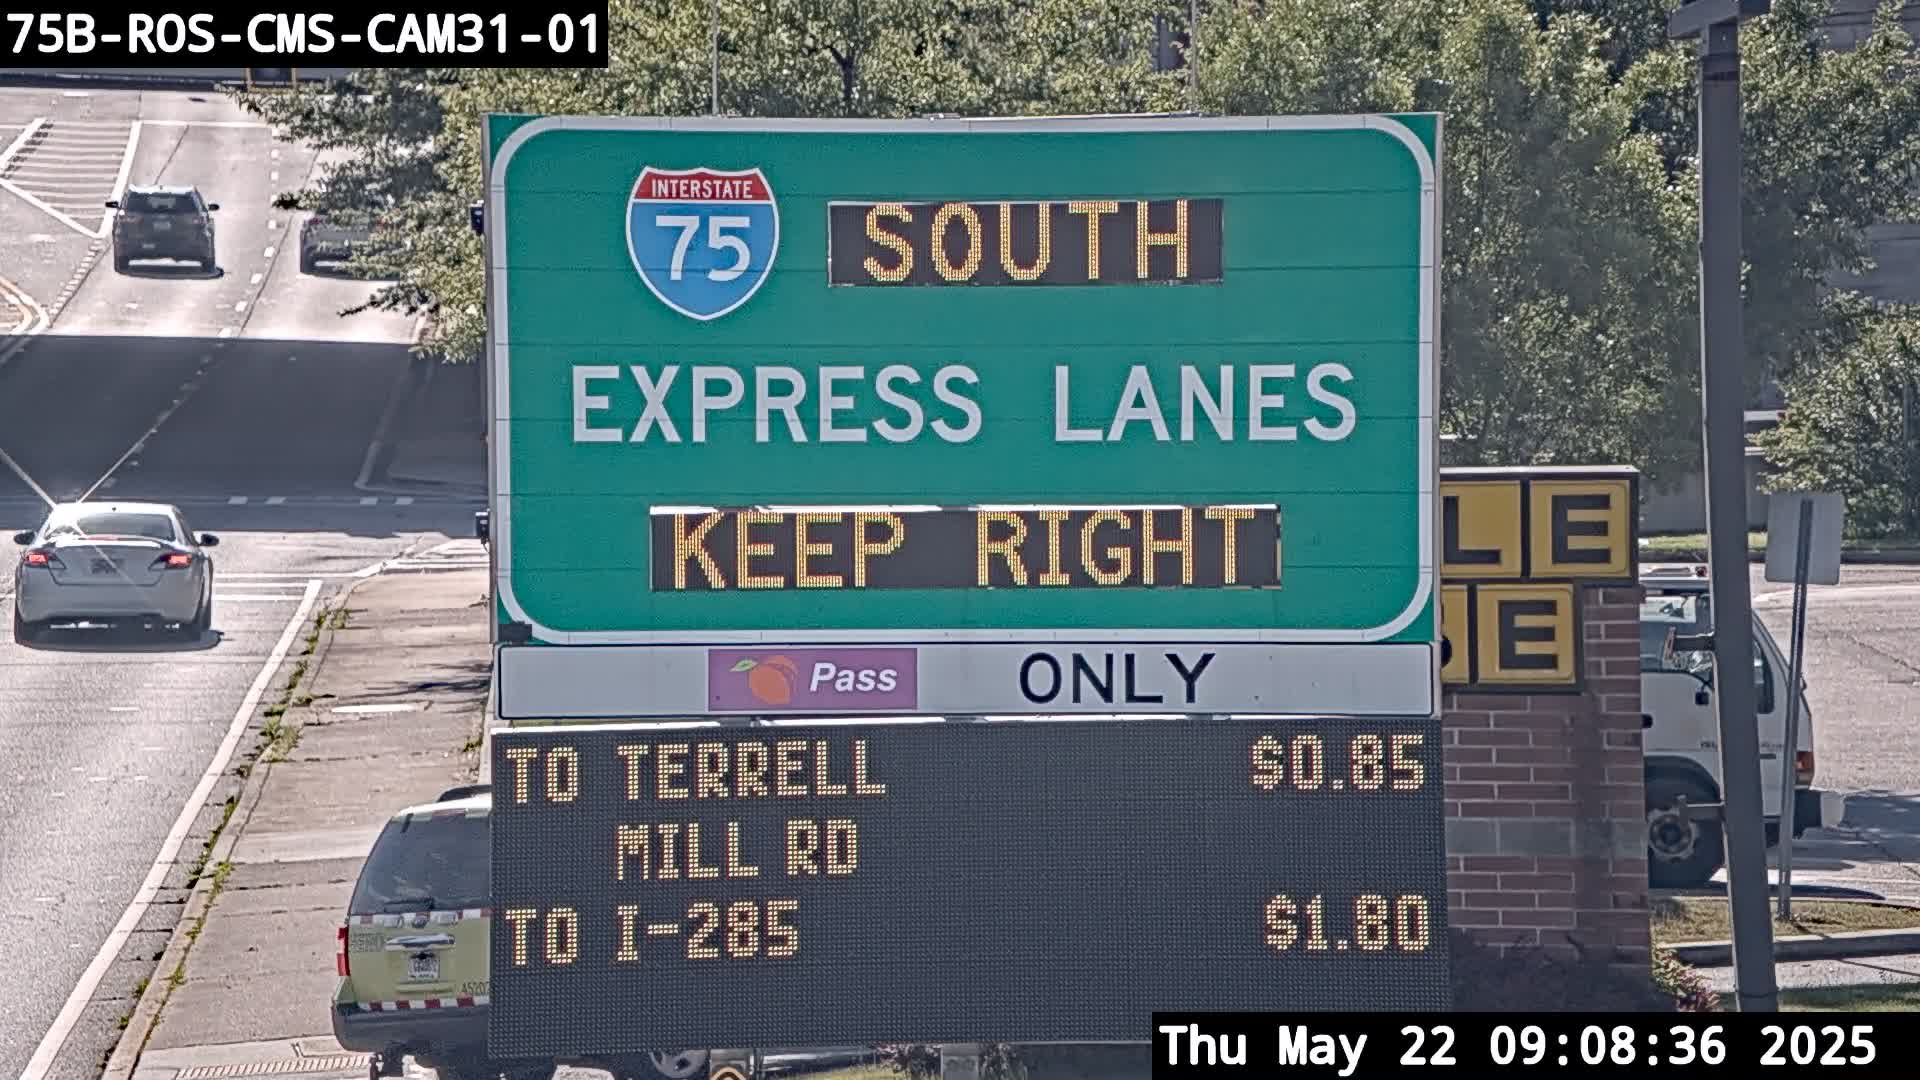 75B-ROS-CMS-CAM31-01
INTERSTATE
75
SOUTH
EXPRESS LANES
KEEP RIGHT
Pass ONLY
TO TERRELL $0.85
MILL RD
TO I-285 $1.80
LE
E
Thu May 22 09:08:36 2025